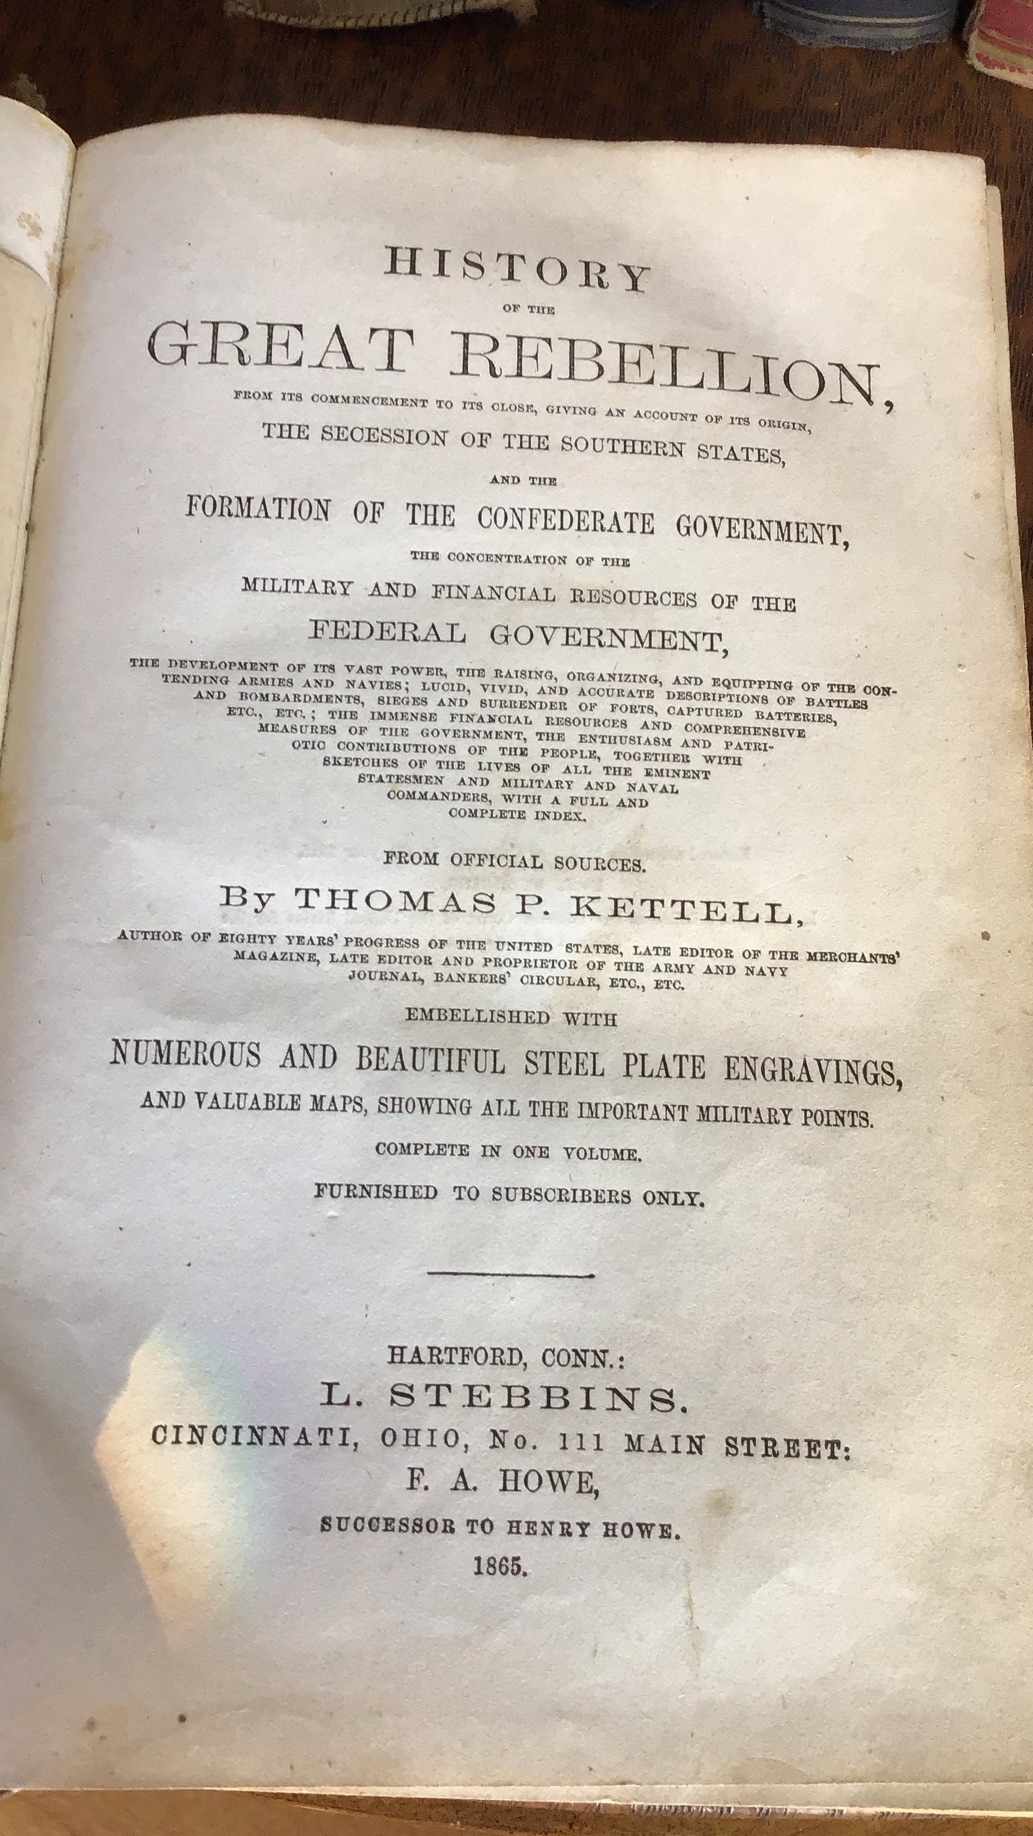 HISTORY
OF THE
GREAT REBELLION,
FROM ITS COMMENCEMENT TO ITS CLOSE, GIVING AN ACCOUNT OF ITS ORIGIN,
THE SECESSION OF THE SOUTHERN STATES,
AND THE
FORMATION OF THE CONFEDERATE GOVERNMENT,
THE CONCENTRATION OF THE
MILITARY AND FINANCIAL RESOURCES OF THE
FEDERAL GOVERNMENT,
THE DEVELOPMENT OF ITS VAST POWER, THE RAISING, ORGANIZING, AND EQUIPPING OF THE CON-
TENDING ARMIES AND NAVIES; LUCID, VIVID, AND ACCURATE DESCRIPTIONS OF BATTLES
AND BOMBARDMENTS, SIEGES AND SURRENDER OF FORTS, CAPTURED BATTERIES,
ETC., ETC.; THE IMMENSE FINANCIAL RESOURCES AND COMPREHENSIVE
MEASURES OF THE GOVERNMENT, THE ENTHUSIASM AND PATRI-
OTIC CONTRIBUTIONS OF THE PEOPLE, TOGETHER WITH
SKETCHES OF THE LIVES OF ALL THE EMINENT
STATESMEN AND MILITARY AND NAVAL
COMMANDERS, WITH A FULL AND
COMPLETE INDEX.
FROM OFFICIAL SOURCES.
By THOMAS P. KETTELL,
AUTHOR OF EIGHTY YEARS' PROGRESS OF THE UNITED STATES, LATE EDITOR OF THE MERCHANTS'
MAGAZINE, LATE EDITOR AND PROPRIETOR OF THE ARMY AND NAVY
JOURNAL, BANKERS' CIRCULAR, ETC., ETC.
EMBELLISHED WITH
NUMEROUS AND BEAUTIFUL STEEL PLATE ENGRAVINGS,
AND VALUABLE MAPS, SHOWING ALL THE IMPORTANT MILITARY POINTS.
COMPLETE IN ONE VOLUME.
FURNISHED TO SUBSCRIBERS ONLY.
HARTFORD, CONN.:
L. STEBBINS.
CINCINNATI, OHIO, No. 111 MAIN STREET:
F. A. HOWE,
SUCCESSOR TO HENRY HOWE.
1865.